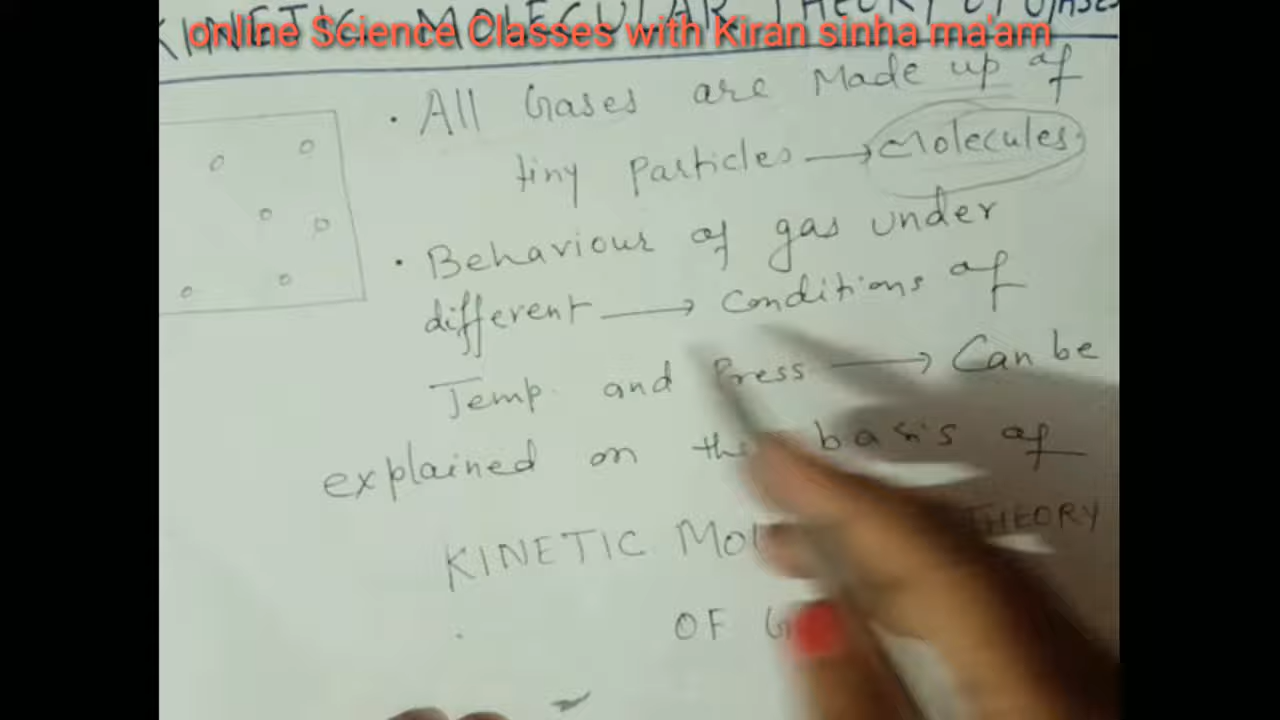 KINETIC MOLECULAR THEORY OF GASES
online Science Classes with Kiran sinha ma'am
• All Gases are Made up of
tiny Particles → Molecules
• Behaviour of gas under
different → Conditions of
Temp. and Press → Can be
explained on the basis of
KINETIC THEORY
OF